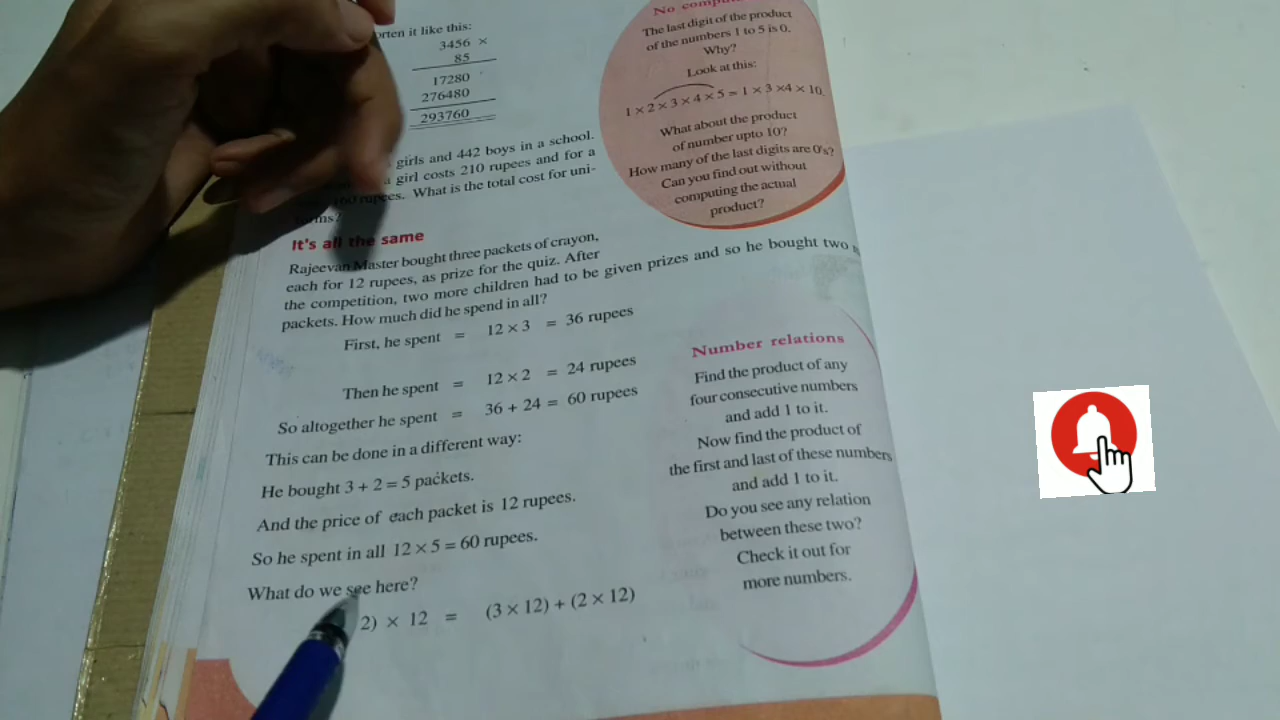 orten it like this:
3456 ×
85
17280
276480
293760
girls and 442 boys in a school.
girl costs 210 rupees and for a
rupees. What is the total cost for uni-
It's all the same
Rajeevan Master bought three packets of crayon,
each for 12 rupees, as prize for the quiz. After
the competition, two more children had to be given prizes and so he bought two
packets. How much did he spend in all?
First, he spent = 12 × 3 = 36 rupees
Then he spent = 12 × 2 = 24 rupees
So altogether he spent = 36 + 24 = 60 rupees
This can be done in a different way:
He bought 3 + 2 = 5 packets.
And the price of each packet is 12 rupees.
So he spent in all 12 × 5 = 60 rupees.
What do we see here?
2) × 12 = (3 × 12) + (2 × 12)
No
The last digit of the product
of the numbers 1 to 5 is 0.
Why?
Look at this:
1 × 2 × 3 × 4 × 5 = 1 × 3 ×4 × 10.
What about the product
of number upto 10?
How many of the last digits are 0's?
Can you find out without
computing the actual
product?
Number relations
Find the product of any
four consecutive numbers
and add 1 to it.
Now find the product of
the first and last of these numbers
and add 1 to it.
Do you see any relation
between these two?
Check it out for
more numbers.